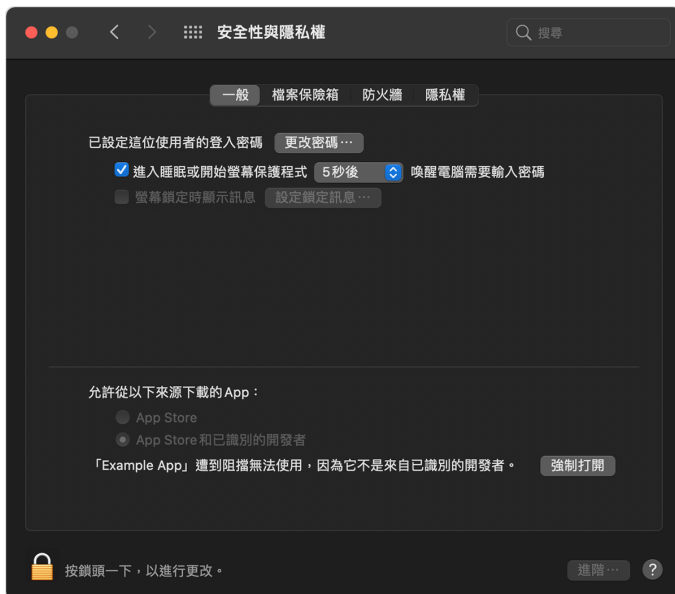 安全性與隱私權
搜尋
一般 檔案保險箱 防火牆 隱私權
已設定這位使用者的登入密碼 更改密碼⋯
進入睡眠或開始螢幕保護程式 5秒後 喚醒電腦需要輸入密碼
螢幕鎖定時顯示訊息 設定鎖定訊息⋯
允許從以下來源下載的App：
App Store
App Store和已識別的開發者
「Example App」遭到阻擋無法使用，因為它不是來自已識別的開發者。 強制打開
按鎖頭一下，以進行更改。 進階⋯ ?